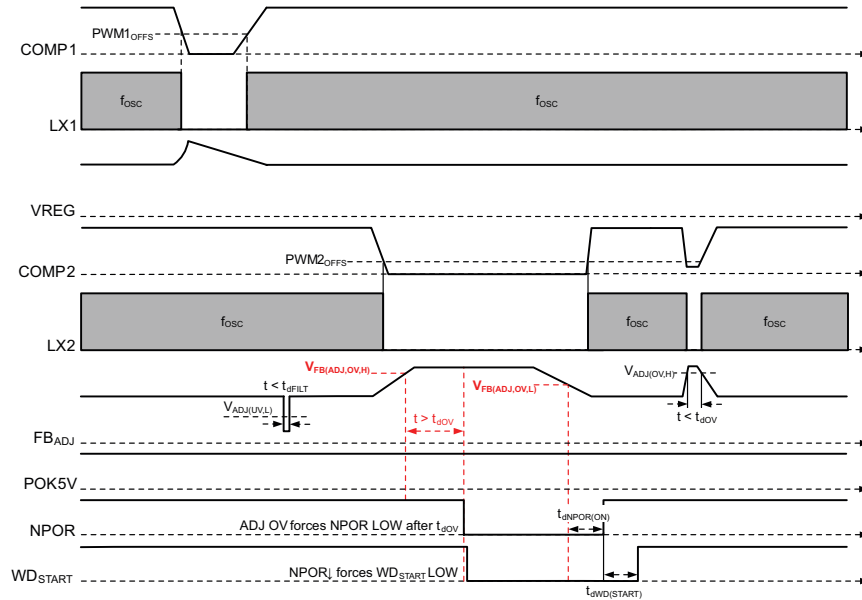 PWM1OFFS
COMP1
fOSC
fOSC
LX1
VREG
PWM2OFFS
COMP2
fOSC
fOSC
fOSC
LX2
VFB(ADJ,OV,H)
VADJ(OV,H)
t < tdFILT
VFB(ADJ,OV,L)
VADJ(UV,L)
t > tdOV
t < tdOV
FBADJ
POK5V
tdNPOR(ON)
NPOR
ADJ OV forces NPOR LOW after tdOV
WDSTART
NPOR↓ forces WDSTART LOW
tdWD(START)